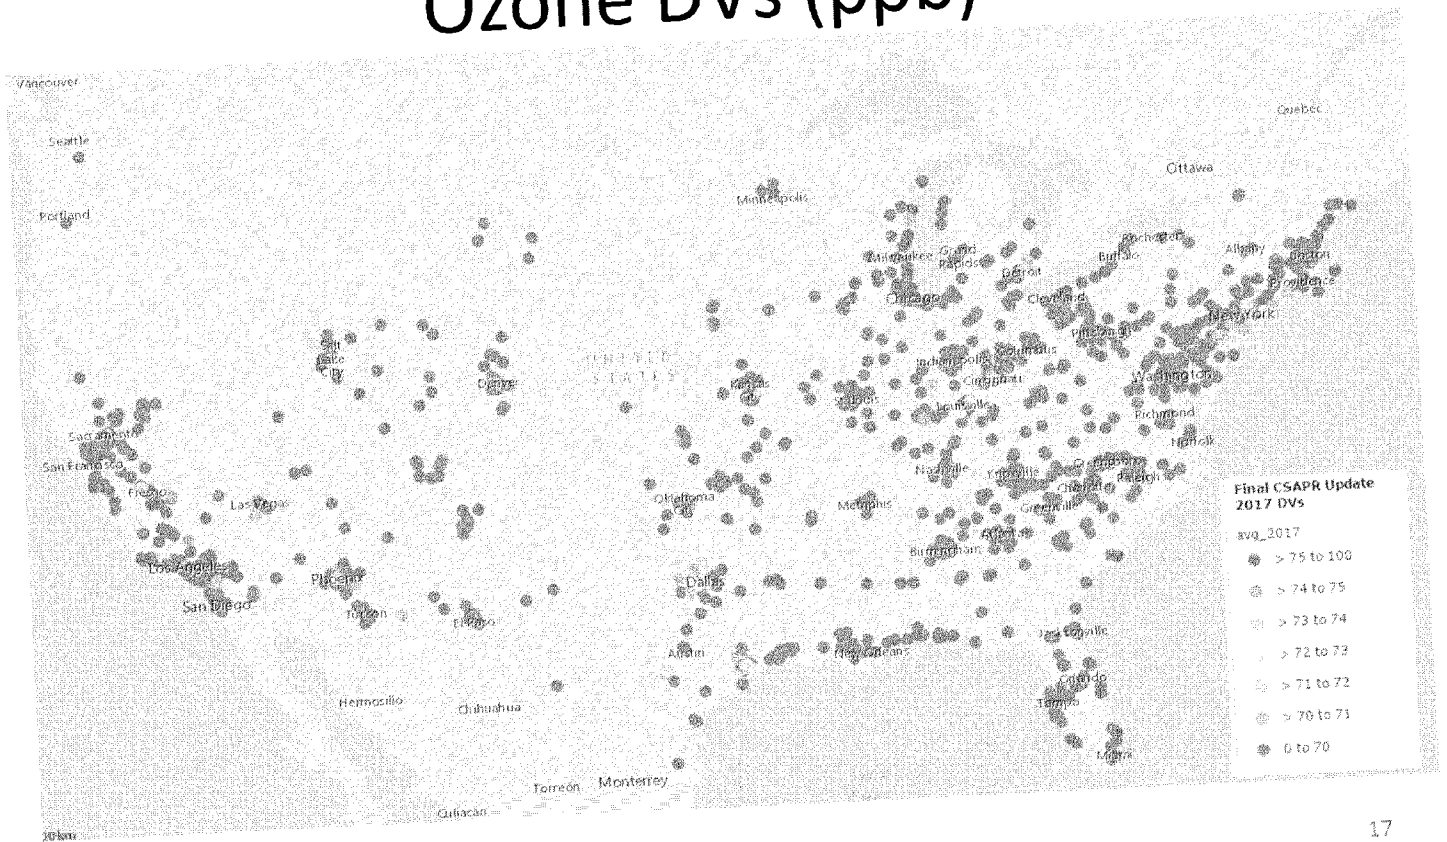 Ozone DVs (ppb)
Vancouver
Quebec
Seattle
Ottawa
Minneapolis
Portland
Rochester
Albany
Buffalo
Boston
Milwaukee
Grand
Rapids
Detroit
Providence
Chicago
Cleveland
New York
Pittsburgh
Salt
Lake
City
UNITED
STATES
Indianapolis
Columbus
Denver
Kansas
City
Cincinnati
Washington
St Louis
Louisville
Richmond
Sacramento
Norfolk
San Francisco
Nashville
Knoxville
Greensboro
Fresno
Las Vegas
Oklahoma
City
Memphis
Charlotte
Raleigh
Greenville
Birmingham
Atlanta
Los Angeles
Phoenix
Dallas
San Diego
Tucson
El Paso
Jacksonville
Austin
New Orleans
Orlando
Tampa
Hermosillo
Chihuahua
Miami
Torreón
Monterrey
Culiacán
Final CSAPR Update
2017 DVs
avg_2017
> 75 to 100
> 74 to 75
> 73 to 74
> 72 to 73
> 71 to 72
> 70 to 71
0 to 70
17